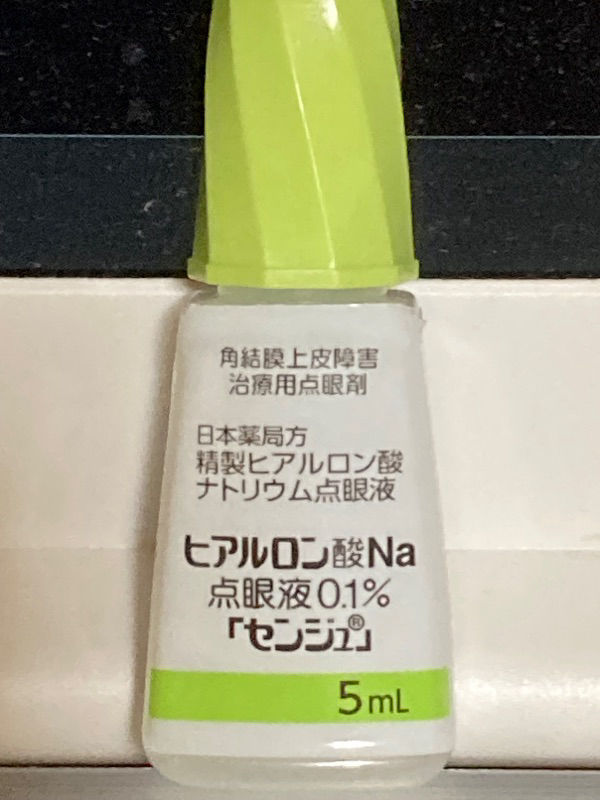 角結膜上皮障害
治療用点眼剤
日本薬局方
精製ヒアルロン酸
ナトリウム点眼液
ヒアルロン酸Na
点眼液0.1%
「センジュ®」
5mL